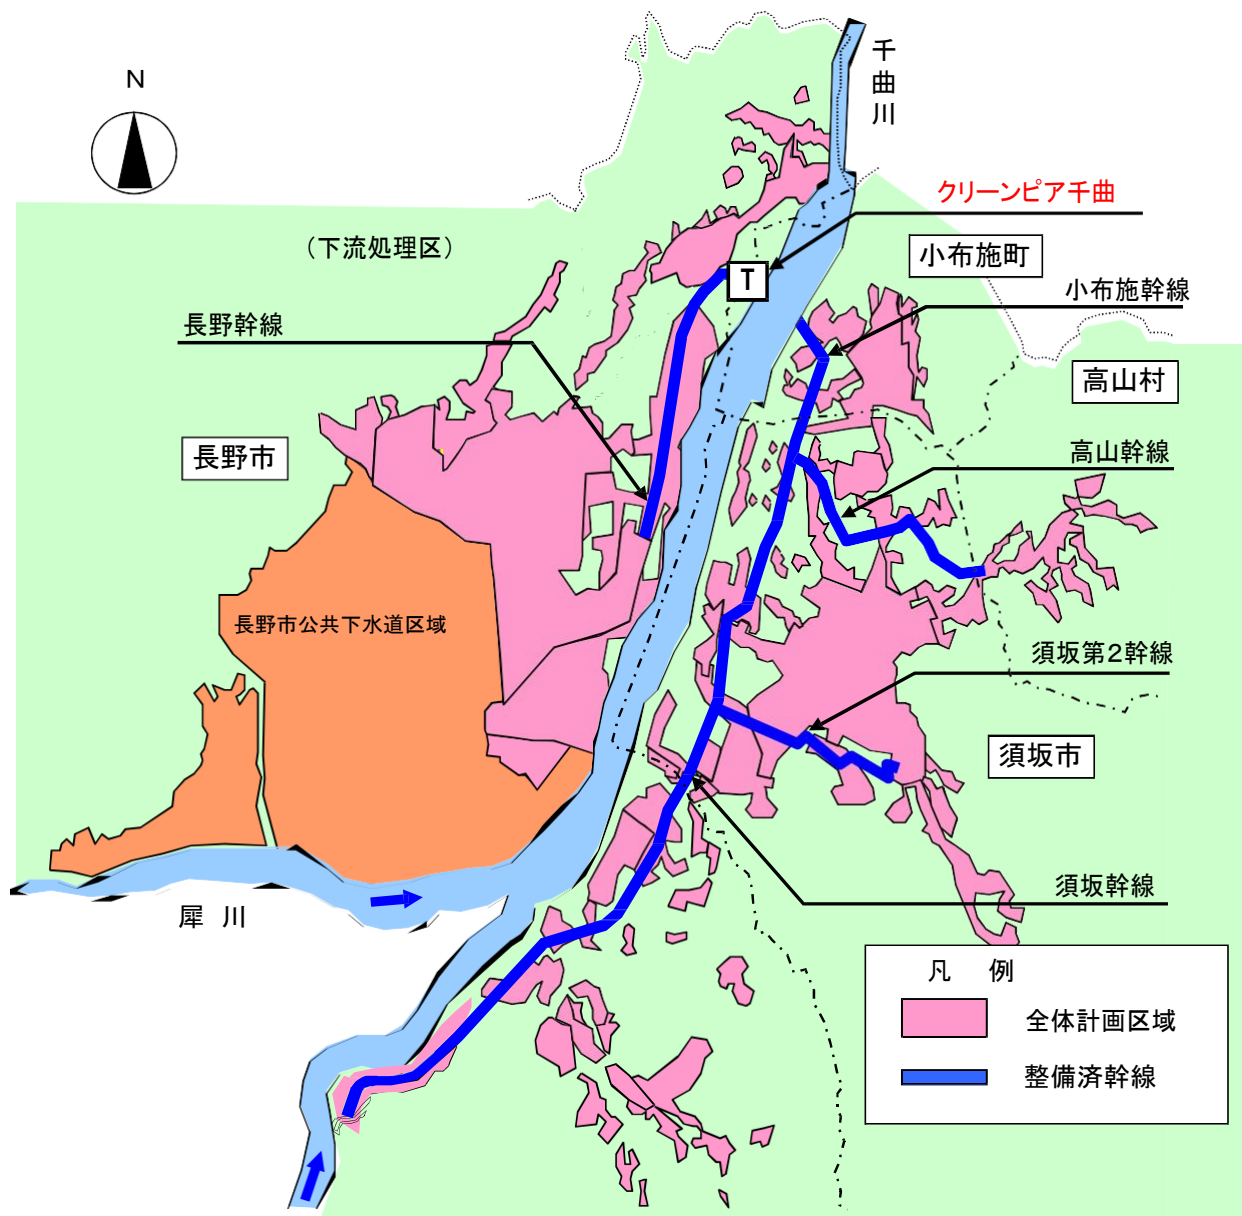 N
千曲川
クリーンピア千曲
(下流処理区)
小布施町
T
小布施幹線
長野幹線
高山村
長野市
高山幹線
長野市公共下水道区域
須坂第2幹線
須坂市
須坂幹線
犀 川
凡 例
全体計画区域
整備済幹線